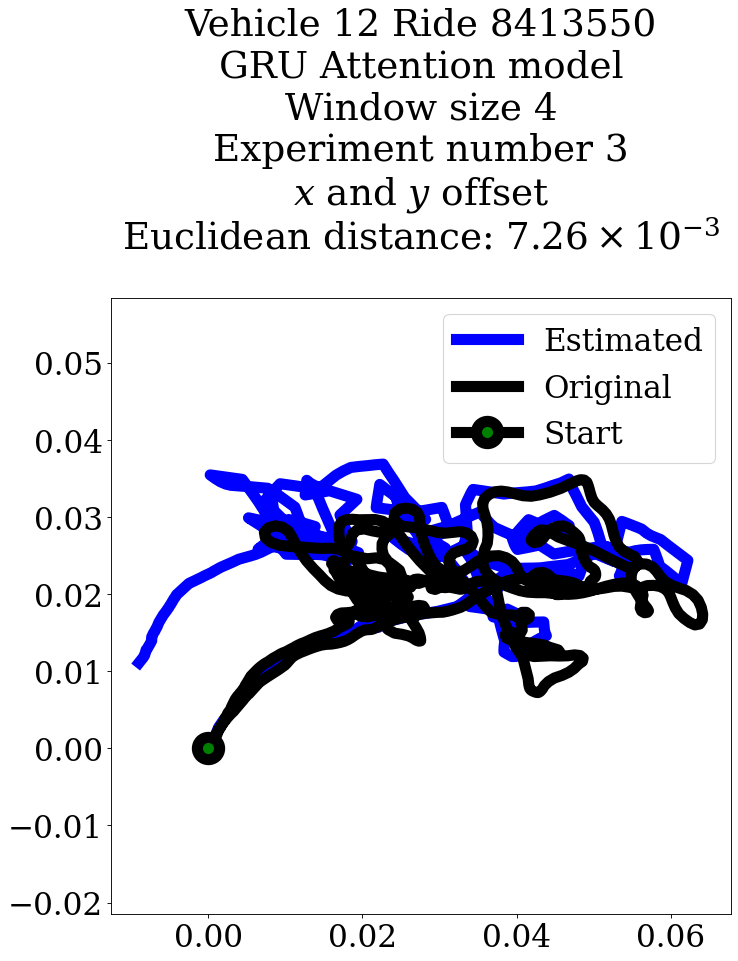 Vehicle 12 Ride 8413550
GRU Attention model
Window size 4
Experiment number 3
x and y offset
Euclidean distance: 7.26 × 10⁻³
Estimated
Original
Start
0.05
0.04
0.03
0.02
0.01
0.00
−0.01
−0.02
0.00 0.02 0.04 0.06